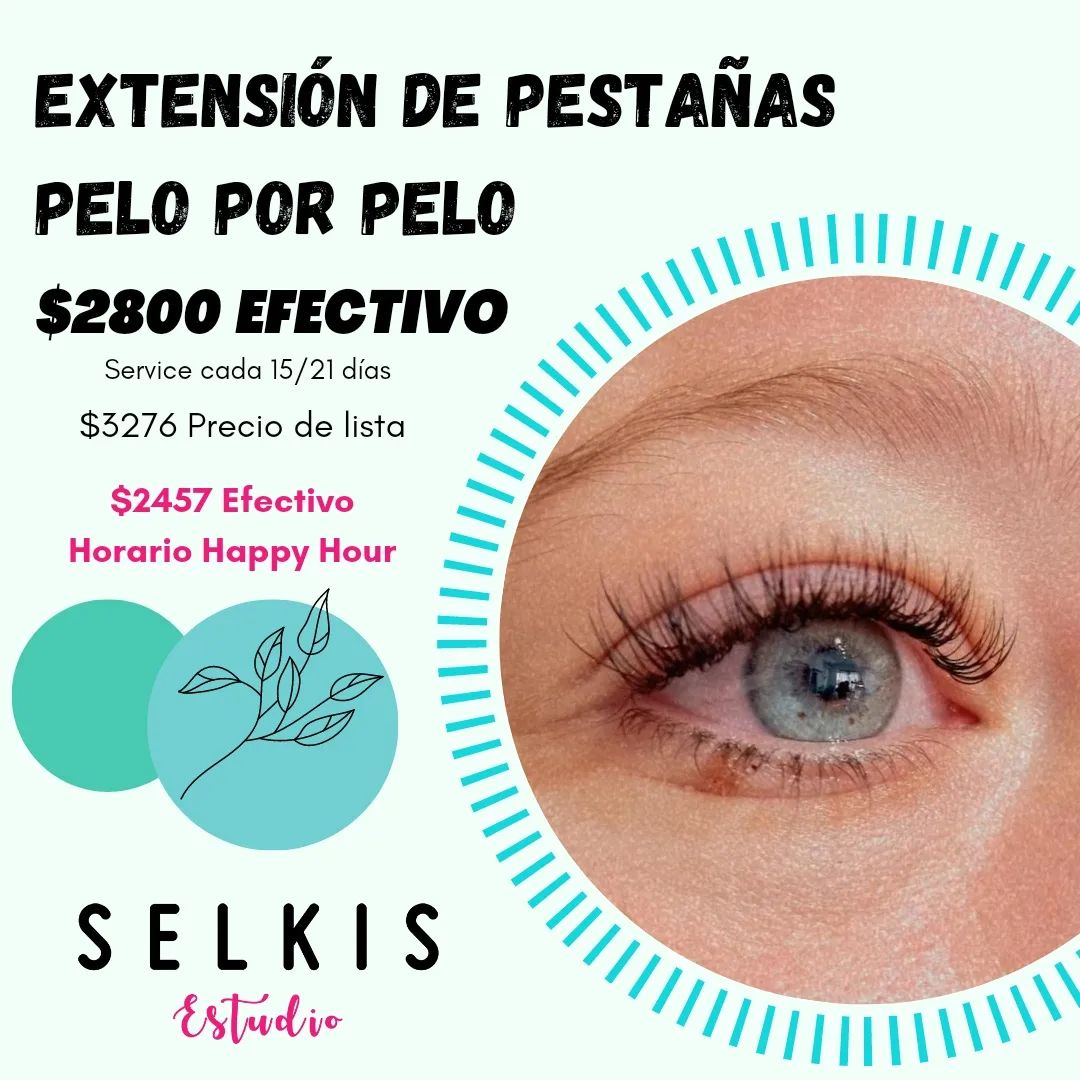 EXTENSIÓN DE PESTAÑAS
PELO POR PELO
$2800 EFECTIVO
Service cada 15/21 días
$3276 Precio de lista
$2457 Efectivo
Horario Happy Hour
SELKIS
Estudio